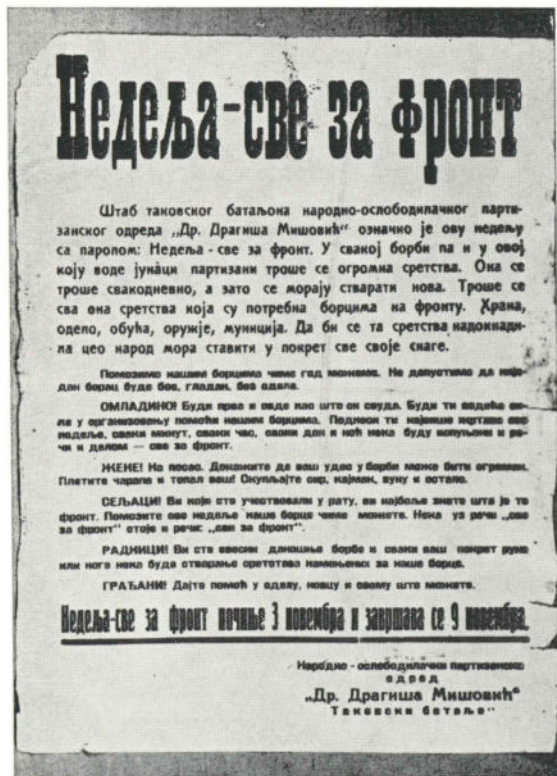 Недеља-све за фронт
Штаб таковског батаљона народно-ослободилачког парти-
занског одреда „Др. Драгиша Мишовић“ означио је ову недељу
са паролом: Недеља - све за фронт. У свакој борби па и у овој
коју воде јунаци партизани троше се огромна сретства. Она се
троше свакодневно, а зато се морају стварати нова. Троше се
сва она сретства која су потребна борцима на фронту. Храна,
одело, обућа, оружје, муниција. Да би се та сретства надокнади-
ла цео народ мора ставити у покрет све своје снаге.
Помозимо нашим борцима чиме год можемо. Не допустимо да није-
дан борац буде бос, гладан, без одела.
ОМЛАДИНО! Буди прва и овде као што си свуда. Буди ти водећа си-
ла у организовању помоћи нашим борцима. Поднеси ти највише жртава ове
недеље, сваки минут, сваки час, сваки дан и ноћ нека буду испуњени и ре-
чи и делом — све за фронт.
ЖЕНЕ! На посао. Докажите да ваш удео у борби може бити огроман.
Плетите чарапе и топал веш! Скупљајте сир, кајмак, вуну и остало.
СЕЉАЦИ! Ви који сте учествовали у рату, ви најбоље знате шта је то
фронт. Помозите ове недеље наше борце чиме можете. Нека уз речи „све
за фронт“ стоје и речи: „сви за фронт“.
РАДНИЦИ! Ви сте свесни данашње борбе и сваки ваш покрет руке
или ноге нека буде стварање сретстава намењених за наше борце.
ГРАЂАНИ! Дајте помоћ у одеву, новцу и свему што можете.
Недеља-све за фронт почиње 3 новембра и завршава се 9 новембра.
Народно - ослободилачки партизански
одред
„Др. Драгиша Мишовић“
Таковски батаљон